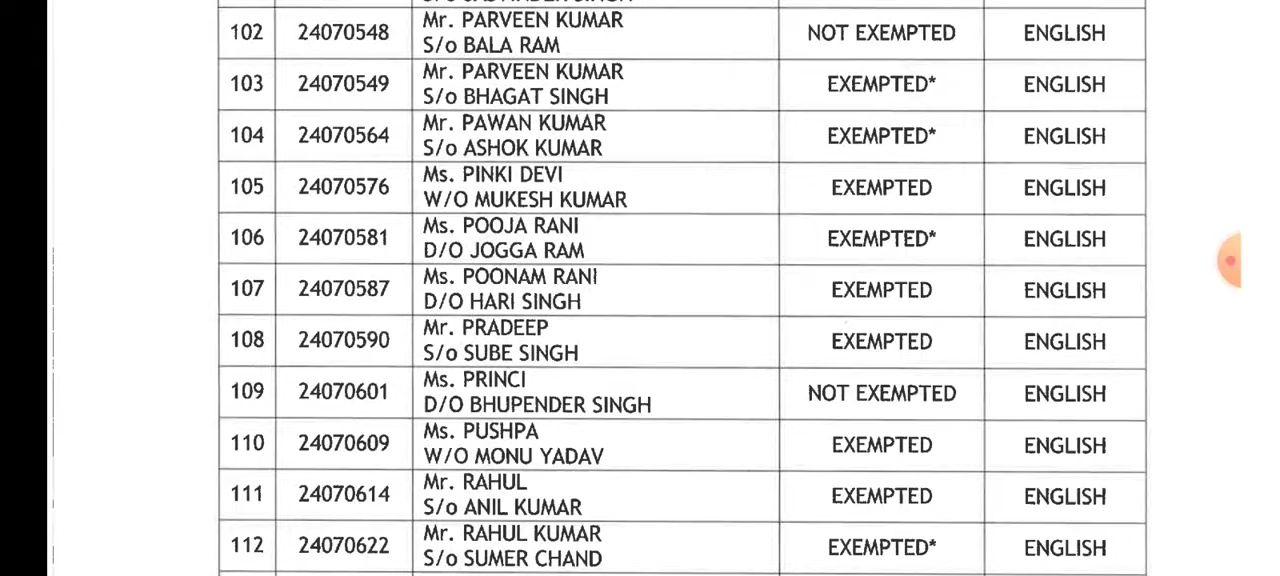 102 24070548 Mr. PARVEEN KUMAR NOT EXEMPTED ENGLISH
S/o BALA RAM
103 24070549 Mr. PARVEEN KUMAR EXEMPTED* ENGLISH
S/o BHAGAT SINGH
104 24070564 Mr. PAWAN KUMAR EXEMPTED* ENGLISH
S/o ASHOK KUMAR
105 24070576 Ms. PINKI DEVI EXEMPTED ENGLISH
W/O MUKESH KUMAR
106 24070581 Ms. POOJA RANI EXEMPTED* ENGLISH
D/O JOGGA RAM
107 24070587 Ms. POONAM RANI EXEMPTED ENGLISH
D/O HARI SINGH
108 24070590 Mr. PRADEEP EXEMPTED ENGLISH
S/o SUBE SINGH
109 24070601 Ms. PRINCI NOT EXEMPTED ENGLISH
D/O BHUPENDER SINGH
110 24070609 Ms. PUSHPA EXEMPTED ENGLISH
W/O MONU YADAV
111 24070614 Mr. RAHUL EXEMPTED ENGLISH
S/o ANIL KUMAR
112 24070622 Mr. RAHUL KUMAR EXEMPTED* ENGLISH
S/o SUMER CHAND